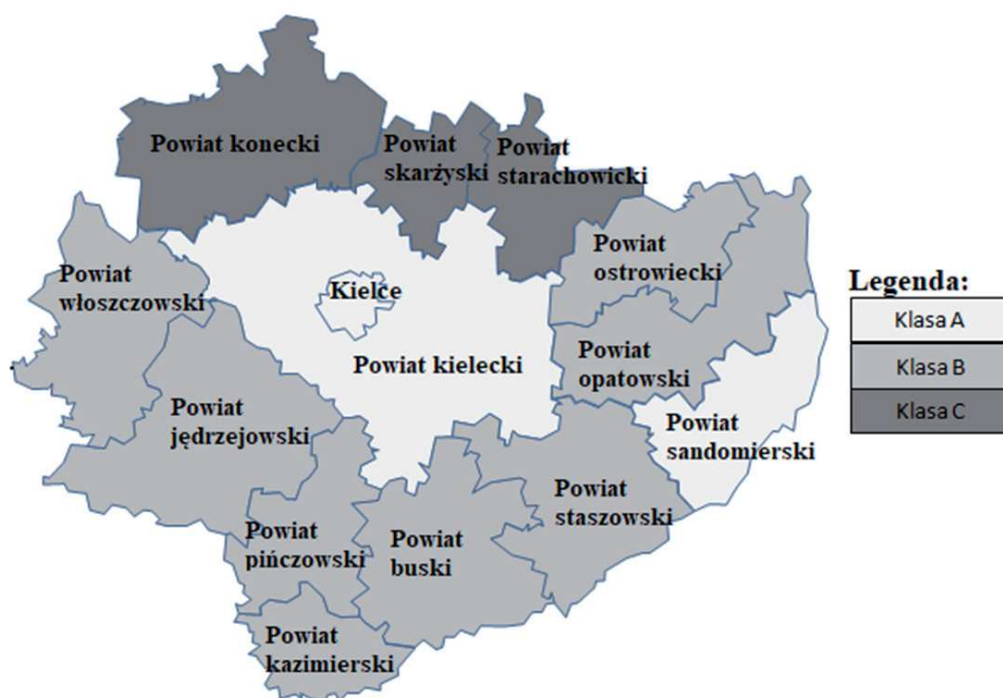 Powiat konecki
Powiat
skarżyski
Powiat
starachowicki
Powiat
włoszczowski
Kielce
Powiat
ostrowiecki
Powiat kielecki
Powiat
opatowski
Powiat
jędrzejowski
Powiat
sandomierski
Powiat
staszowski
Powiat
pińczowski
Powiat
buski
Powiat
kazimierski
Legenda:
Klasa A
Klasa B
Klasa C